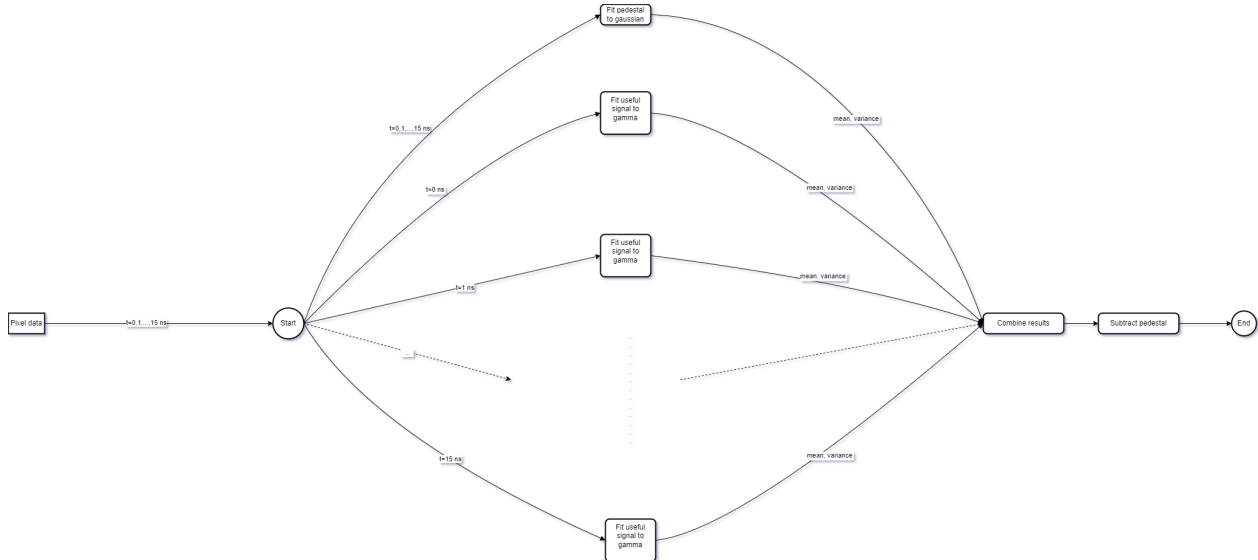 Fit pedestal
to gaussian
Fit useful
signal to
gamma
t=0,1,...,15 ns
mean, variance
t=0 ns
mean, variance
Fit useful
signal to
gamma
mean, variance
t=1 ns
Pixel data
t=0,1,...,15 ns
Start
Combine results
Subtract pedestal
End
...
t=15 ns
mean, variance
Fit useful
signal to
gamma